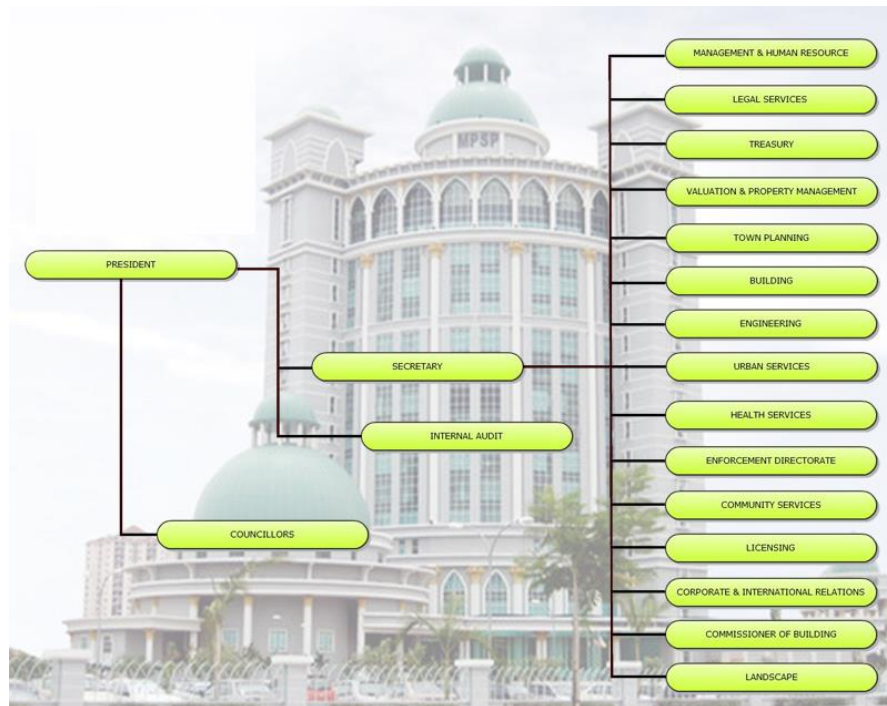 MPSP
PRESIDENT
SECRETARY
INTERNAL AUDIT
COUNCILLORS
MANAGEMENT & HUMAN RESOURCE
LEGAL SERVICES
TREASURY
VALUATION & PROPERTY MANAGEMENT
TOWN PLANNING
BUILDING
ENGINEERING
URBAN SERVICES
HEALTH SERVICES
ENFORCEMENT DIRECTORATE
COMMUNITY SERVICES
LICENSING
CORPORATE & INTERNATIONAL RELATIONS
COMMISSIONER OF BUILDING
LANDSCAPE